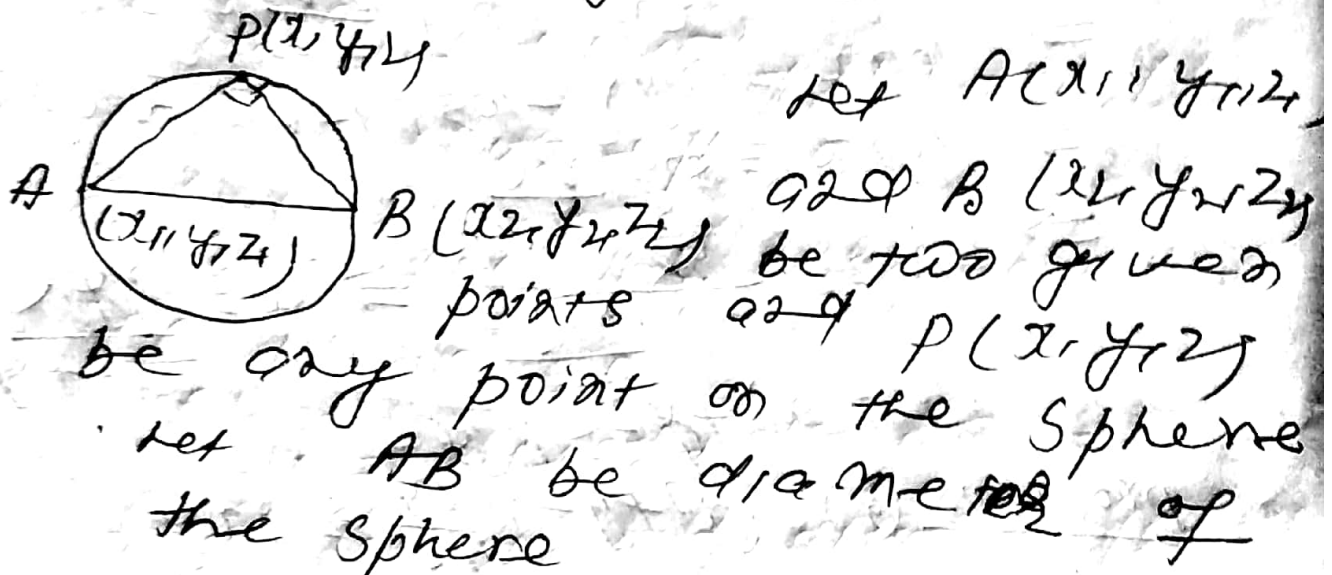 P(x, y, z)
Let A(x₁, y₁, z₁
A
(x₁, y₁, z₁)
B (x₂, y₂, z₂)
and B (x₂, y₂, z₂)
be two given
points and P(x, y, z)
be any point on the Sphere
Let AB be diameter of
the Sphere